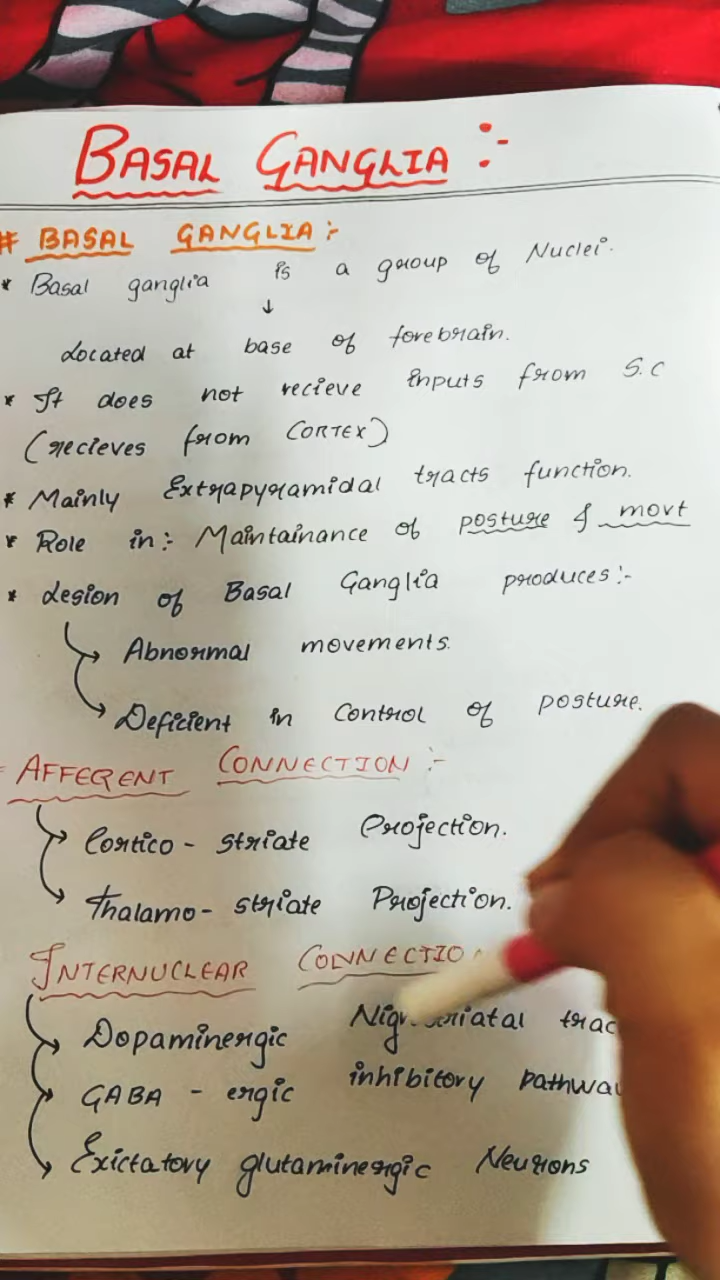 BASAL GANGLIA :-
# BASAL GANGLIA :-
* Basal ganglia is a group of Nuclei.
↓
Located at base of forebrain.
* It does not recieve inputs from S.C
(recieves from CORTEX)
* Mainly Extrapyramidal tracts function.
* Role in :- Maintainance of posture & movt
* Lesion of Basal Ganglia produces :-
Abnormal movements.
Deficient in control of posture.
AFFERENT CONNECTION :-
Cortico - striate Projection.
Thalamo - striate Projection.
INTERNUCLEAR
Dopaminergic
GABA - ergic inhibitory
Exictatory glutaminergic Neurons